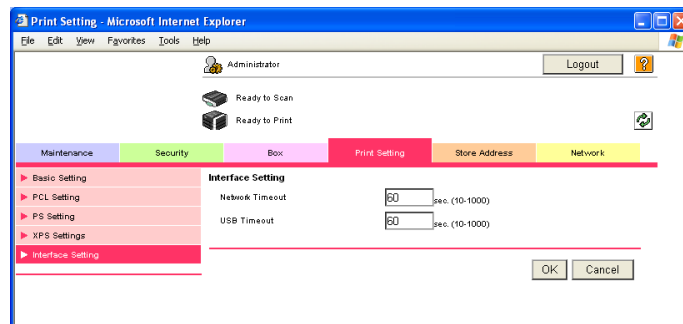 Print Setting - Microsoft Internet Explorer
File Edit View Favorites Tools Help
Administrator
Logout
?
Ready to Scan
Ready to Print
Maintenance Security Box Print Setting Store Address Network
Basic Setting
PCL Setting
PS Setting
XPS Settings
Interface Setting
Interface Setting
Network Timeout 60 sec. (10-1000)
USB Timeout 60 sec. (10-1000)
OK Cancel